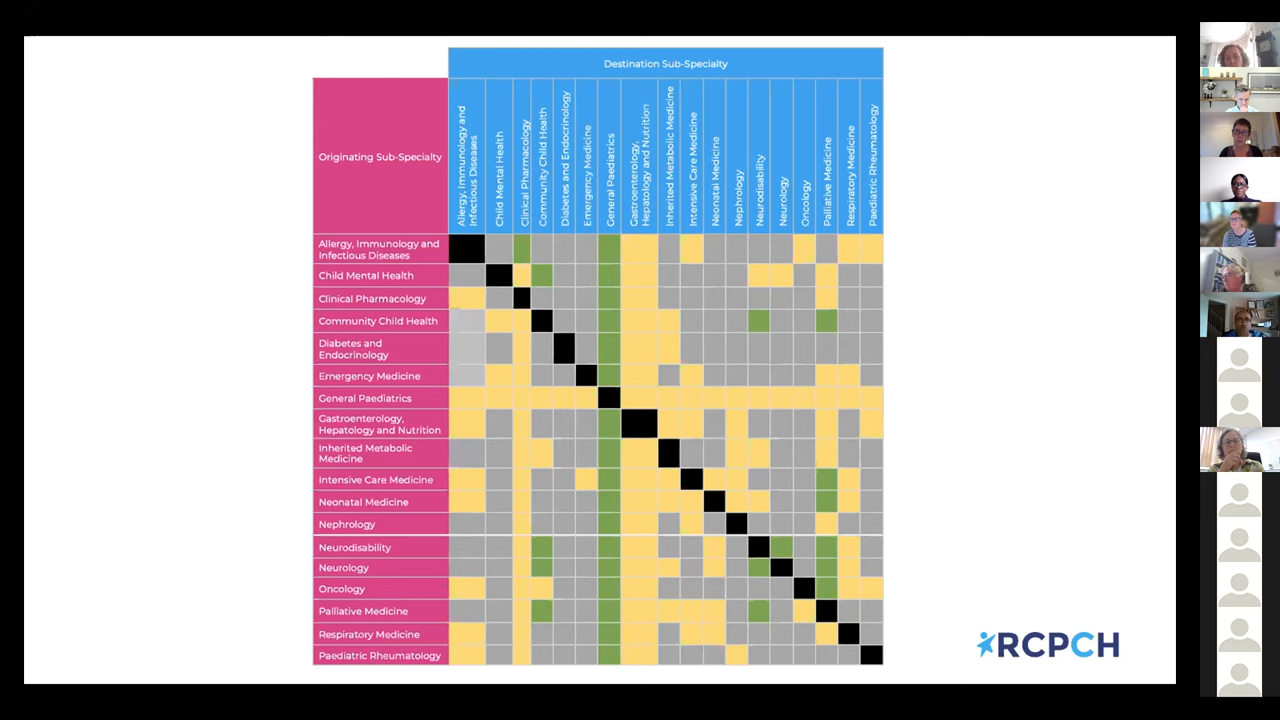 Destination Sub-Specialty
Originating Sub-Specialty
Allergy, Immunology and
Infectious Diseases
Child Mental Health
Clinical Pharmacology
Community Child Health
Diabetes and Endocrinology
Emergency Medicine
General Paediatrics
Gastroenterology,
Hepatology and Nutrition
Inherited Metabolic Medicine
Intensive Care Medicine
Neonatal Medicine
Nephrology
Neurodisability
Neurology
Oncology
Palliative Medicine
Respiratory Medicine
Paediatric Rheumatology
Allergy, Immunology and
Infectious Diseases
Child Mental Health
Clinical Pharmacology
Community Child Health
Diabetes and
Endocrinology
Emergency Medicine
General Paediatrics
Gastroenterology,
Hepatology and Nutrition
Inherited Metabolic
Medicine
Intensive Care Medicine
Neonatal Medicine
Nephrology
Neurodisability
Neurology
Oncology
Palliative Medicine
Respiratory Medicine
Paediatric Rheumatology
RCPCH